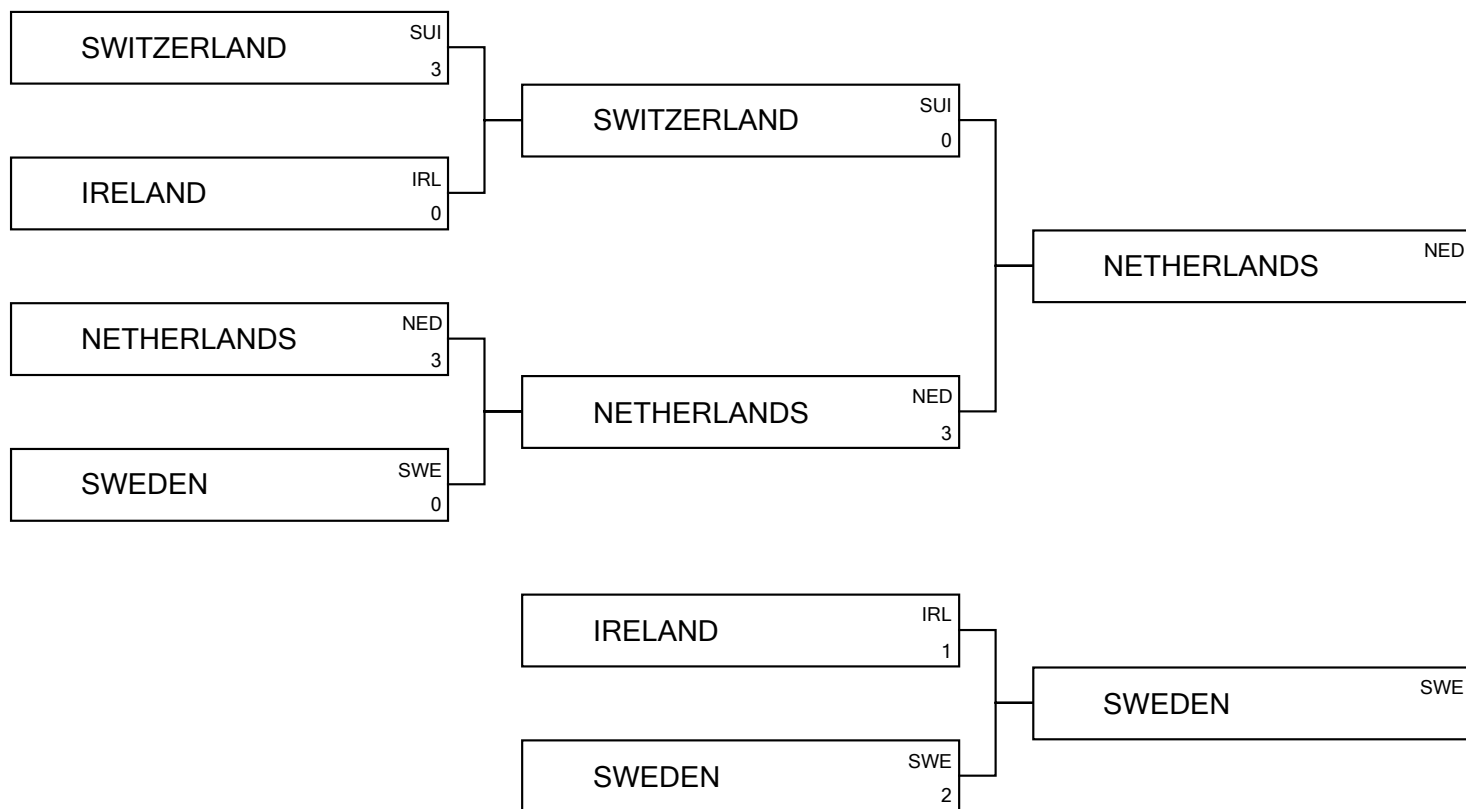 SWITZERLAND SUI
3
IRELAND IRL
0
NETHERLANDS NED
3
SWEDEN SWE
0
SWITZERLAND SUI
0
NETHERLANDS NED
3
NETHERLANDS NED
IRELAND IRL
1
SWEDEN SWE
2
SWEDEN SWE